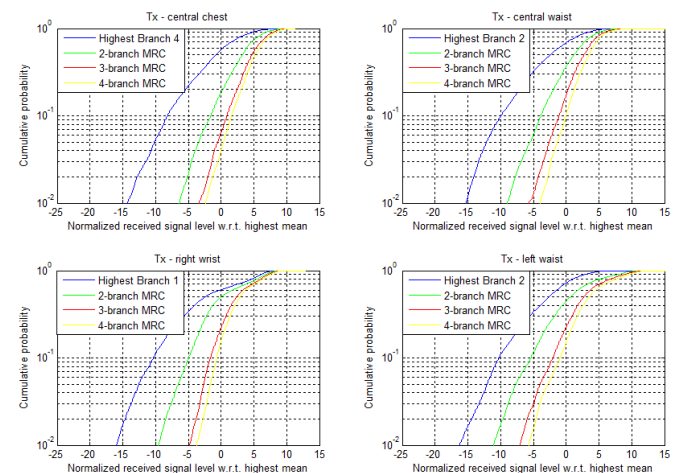 Tx - central chest
Highest Branch 4
2-branch MRC
3-branch MRC
4-branch MRC
Cumulative probability
10^0
10^-1
10^-2
-25 -20 -15 -10 -5 0 5 10 15
Normalized received signal level w.r.t. highest mean
Tx - central waist
Highest Branch 2
2-branch MRC
3-branch MRC
4-branch MRC
Cumulative probability
10^0
10^-1
10^-2
-25 -20 -15 -10 -5 0 5 10 15
Normalized received signal level w.r.t. highest mean
Tx - right wrist
Highest Branch 1
2-branch MRC
3-branch MRC
4-branch MRC
Cumulative probability
10^0
10^-1
10^-2
-25 -20 -15 -10 -5 0 5 10 15
Normalized received signal level w.r.t. highest mean
Tx - left waist
Highest Branch 2
2-branch MRC
3-branch MRC
4-branch MRC
Cumulative probability
10^0
10^-1
10^-2
-25 -20 -15 -10 -5 0 5 10 15
Normalized received signal level w.r.t. highest mean